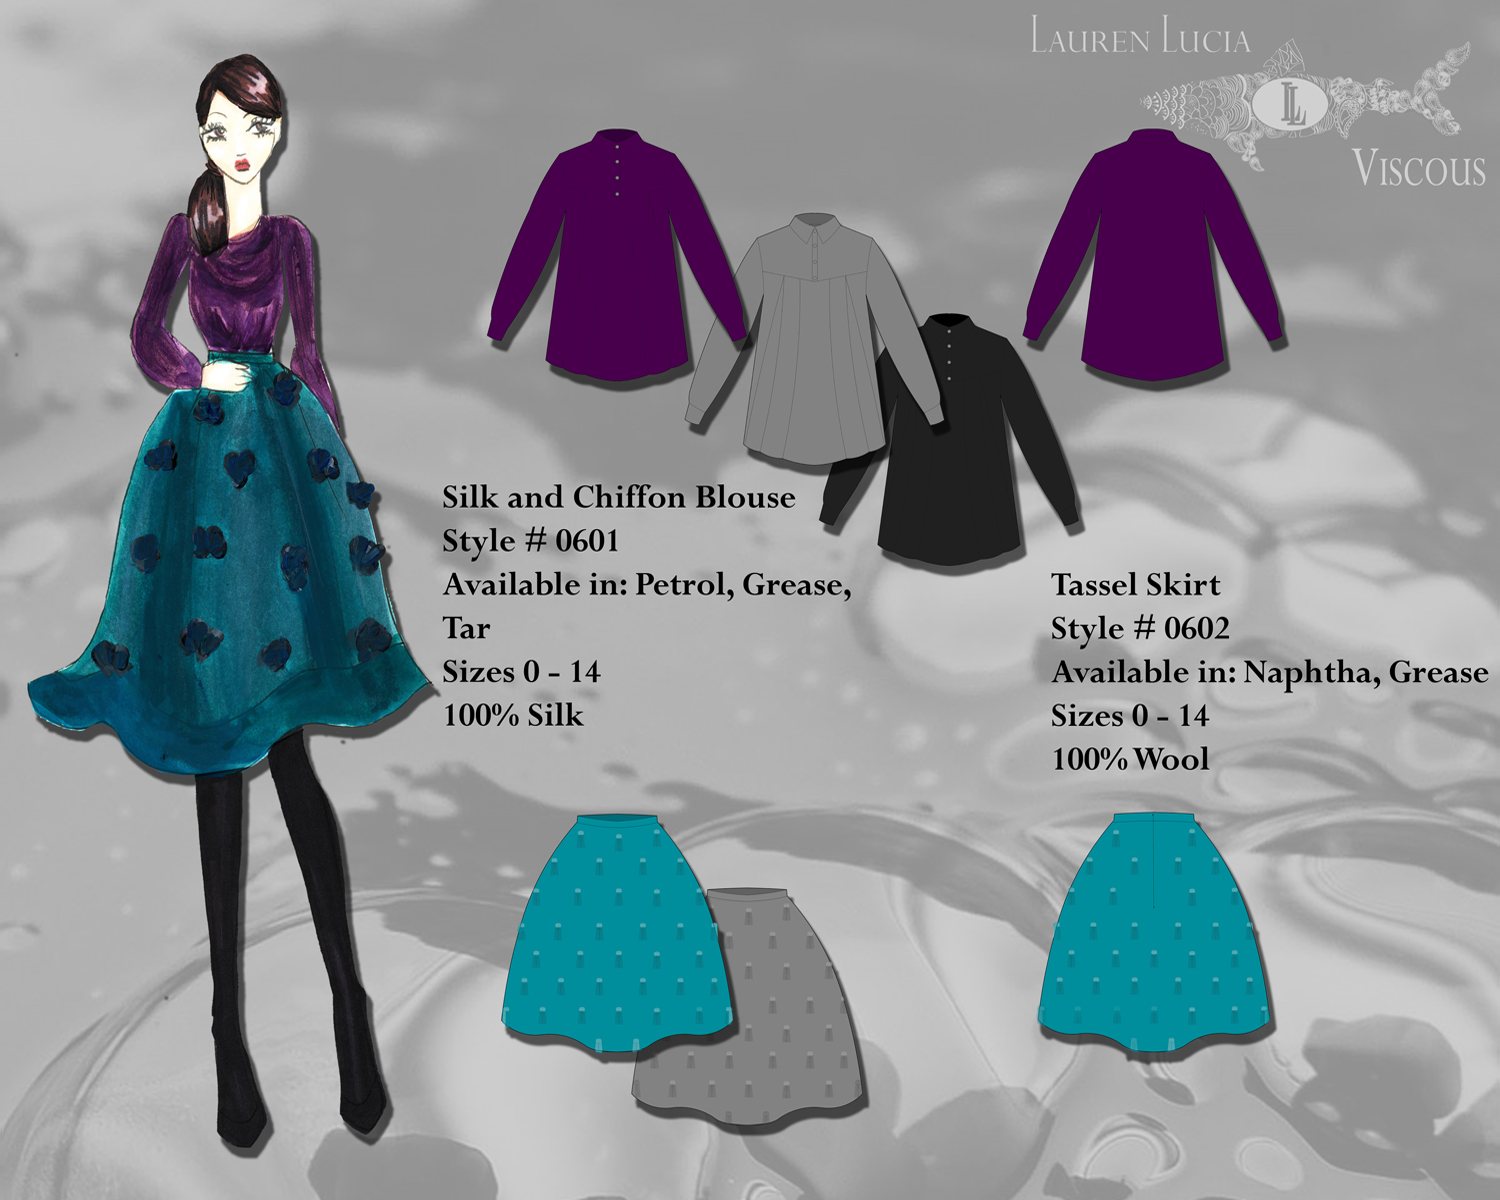 LAUREN LUCIA
LL
VISCOUS
Silk and Chiffon Blouse
Style # 0601
Available in: Petrol, Grease,
Tar
Sizes 0 - 14
100% Silk
Tassel Skirt
Style # 0602
Available in: Naphtha, Grease
Sizes 0 - 14
100% Wool